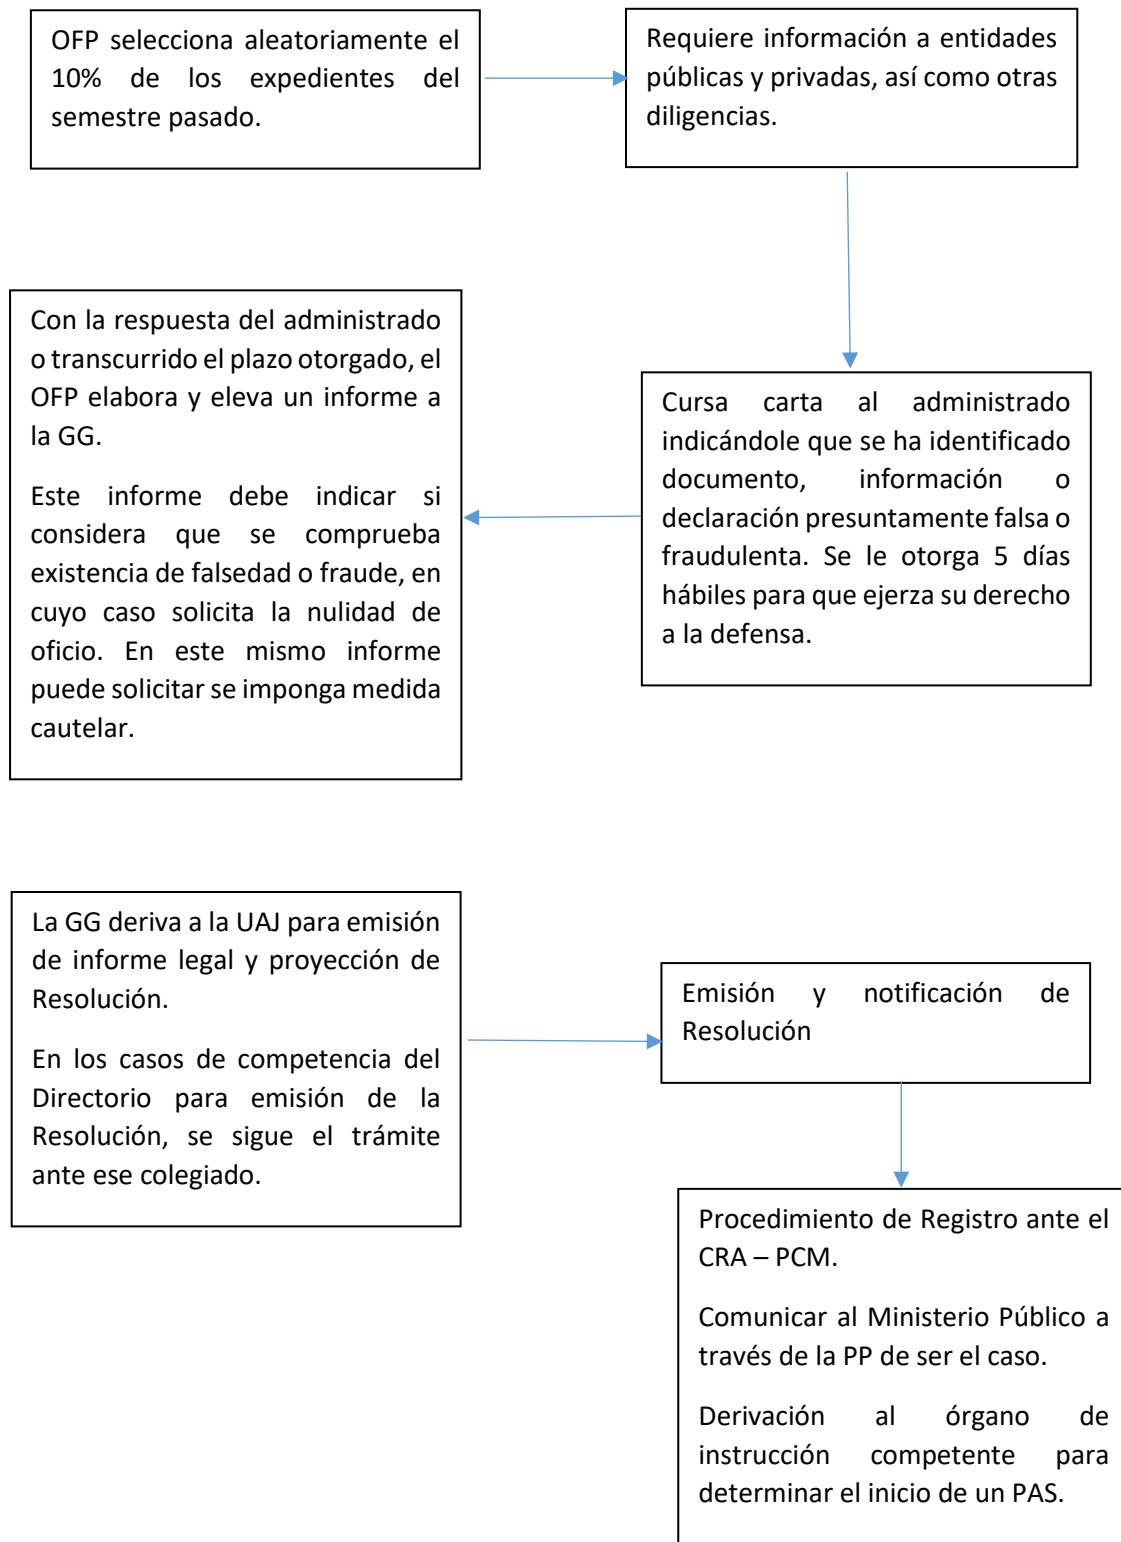 OFP selecciona aleatoriamente el
10% de los expedientes del
semestre pasado.
Requiere información a entidades
públicas y privadas, así como otras
diligencias.
Cursa carta al administrado
indicándole que se ha identificado
documento, información o
declaración presuntamente falsa o
fraudulenta. Se le otorga 5 días
hábiles para que ejerza su derecho
a la defensa.
Con la respuesta del administrado
o transcurrido el plazo otorgado, el
OFP elabora y eleva un informe a
la GG.
Este informe debe indicar si
considera que se comprueba
existencia de falsedad o fraude, en
cuyo caso solicita la nulidad de
oficio. En este mismo informe
puede solicitar se imponga medida
cautelar.
La GG deriva a la UAJ para emisión
de informe legal y proyección de
Resolución.
En los casos de competencia del
Directorio para emisión de la
Resolución, se sigue el trámite
ante ese colegiado.
Emisión y notificación de
Resolución
Procedimiento de Registro ante el
CRA – PCM.
Comunicar al Ministerio Público a
través de la PP de ser el caso.
Derivación al órgano de
instrucción competente para
determinar el inicio de un PAS.